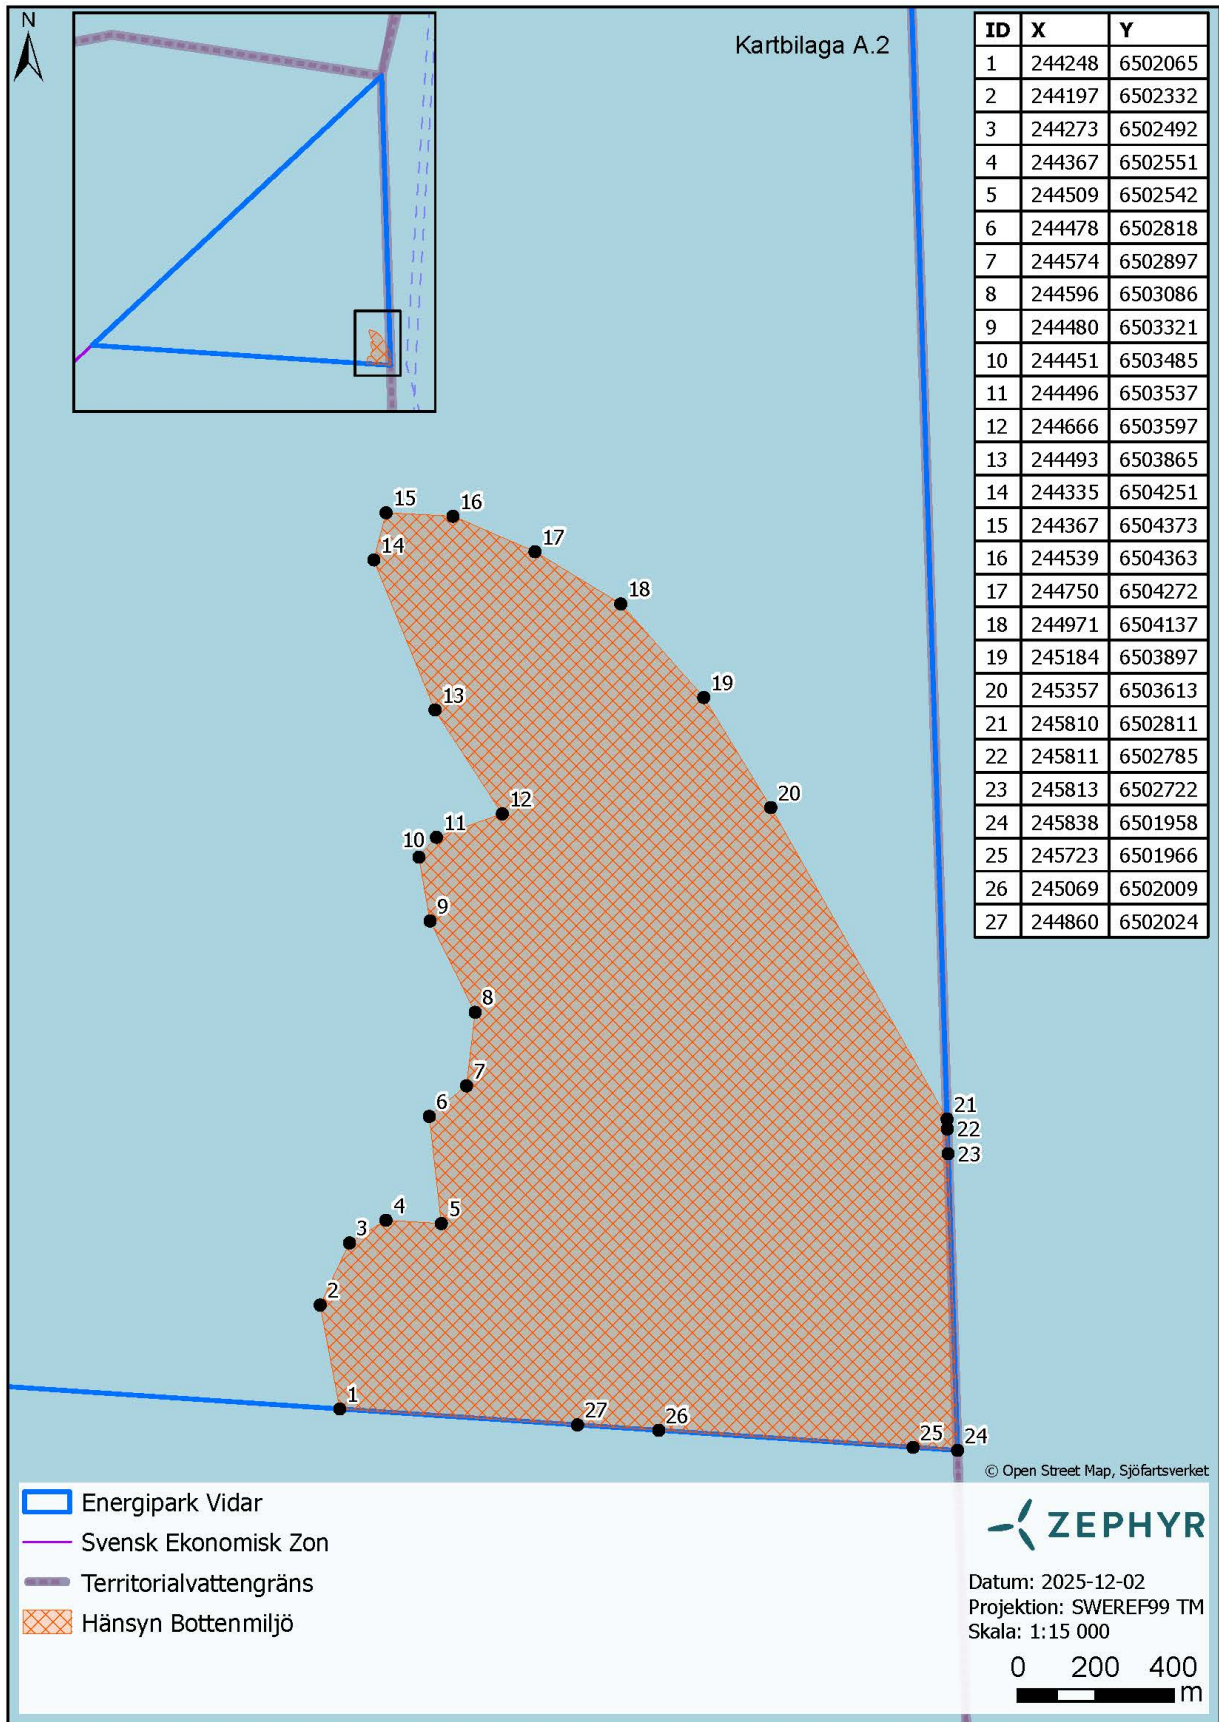 N
Kartbilaga A.2
ID X Y
1 244248 6502065
2 244197 6502332
3 244273 6502492
4 244367 6502551
5 244509 6502542
6 244478 6502818
7 244574 6502897
8 244596 6503086
9 244480 6503321
10 244451 6503485
11 244496 6503537
12 244666 6503597
13 244493 6503865
14 244335 6504251
15 244367 6504373
16 244539 6504363
17 244750 6504272
18 244971 6504137
19 245184 6503897
20 245357 6503613
21 245810 6502811
22 245811 6502785
23 245813 6502722
24 245838 6501958
25 245723 6501966
26 245069 6502009
27 244860 6502024
15
16
14
17
18
19
13
20
12
11
10
9
8
7
6
21
22
23
5
4
3
2
1
27
26
25
24
© Open Street Map, Sjöfartsverket
Energipark Vidar
Svensk Ekonomisk Zon
Territorialvattengräns
Hänsyn Bottenmiljö
ZEPHYR
Datum: 2025-12-02
Projektion: SWEREF99 TM
Skala: 1:15 000
0 200 400
m